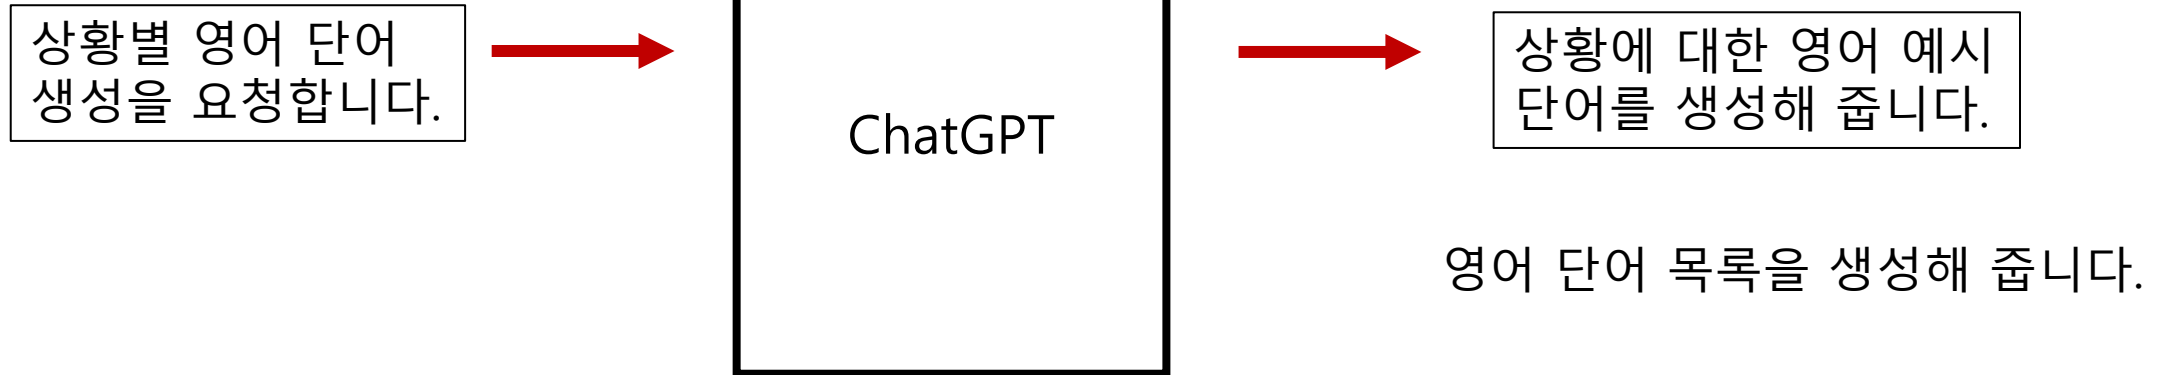 상황별 영어 단어
생성을 요청합니다.
ChatGPT
상황에 대한 영어 예시
단어를 생성해 줍니다.
영어 단어 목록을 생성해 줍니다.